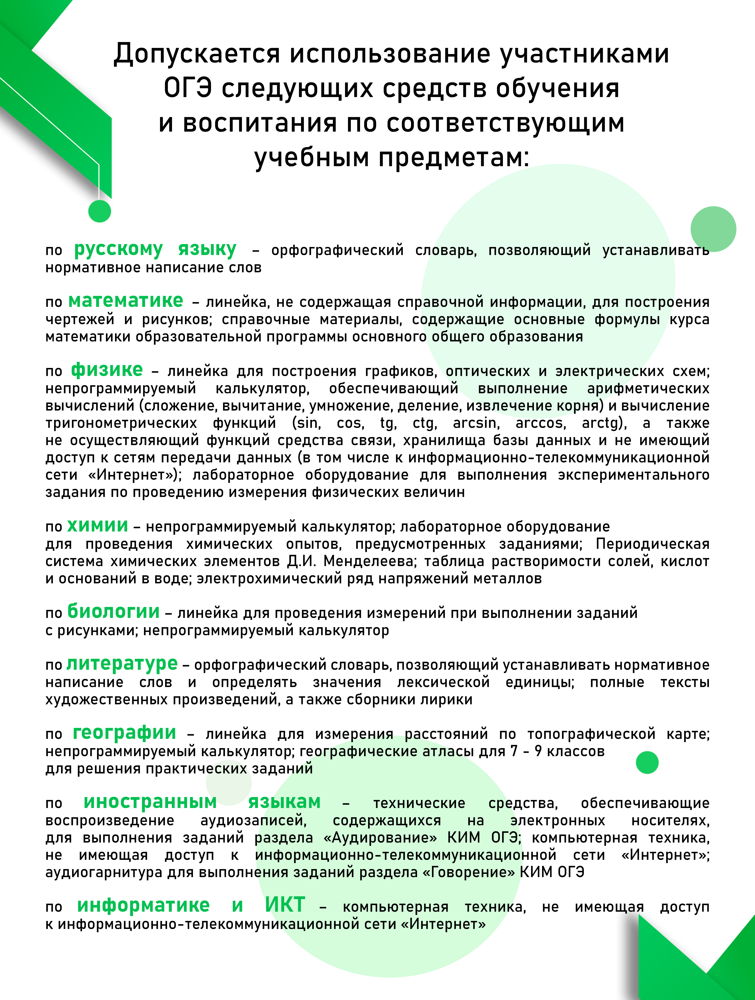 Допускается использование участниками
ОГЭ следующих средств обучения
и воспитания по соответствующим
учебным предметам:
по русскому языку – орфографический словарь, позволяющий устанавливать
нормативное написание слов
по математике – линейка, не содержащая справочной информации, для построения
чертежей и рисунков; справочные материалы, содержащие основные формулы курса
математики образовательной программы основного общего образования
по физике – линейка для построения графиков, оптических и электрических схем;
непрограммируемый калькулятор, обеспечивающий выполнение арифметических
вычислений (сложение, вычитание, умножение, деление, извлечение корня) и вычисление
тригонометрических функций (sin, cos, tg, ctg, arcsin, arccos, arctg), а также
не осуществляющий функций средства связи, хранилища базы данных и не имеющий
доступ к сетям передачи данных (в том числе к информационно-телекоммуникационной
сети «Интернет»); лабораторное оборудование для выполнения экспериментального
задания по проведению измерения физических величин
по химии – непрограммируемый калькулятор; лабораторное оборудование
для проведения химических опытов, предусмотренных заданиями; Периодическая
система химических элементов Д.И. Менделеева; таблица растворимости солей, кислот
и оснований в воде; электрохимический ряд напряжений металлов
по биологии – линейка для проведения измерений при выполнении заданий
с рисунками; непрограммируемый калькулятор
по литературе – орфографический словарь, позволяющий устанавливать нормативное
написание слов и определять значения лексической единицы; полные тексты
художественных произведений, а также сборники лирики
по географии – линейка для измерения расстояний по топографической карте;
непрограммируемый калькулятор; географические атласы для 7 - 9 классов
для решения практических заданий
по иностранным языкам – технические средства, обеспечивающие
воспроизведение аудиозаписей, содержащихся на электронных носителях,
для выполнения заданий раздела «Аудирование» КИМ ОГЭ; компьютерная техника,
не имеющая доступ к информационно-телекоммуникационной сети «Интернет»;
аудиогарнитура для выполнения заданий раздела «Говорение» КИМ ОГЭ
по информатике и ИКТ – компьютерная техника, не имеющая доступ
к информационно-телекоммуникационной сети «Интернет»